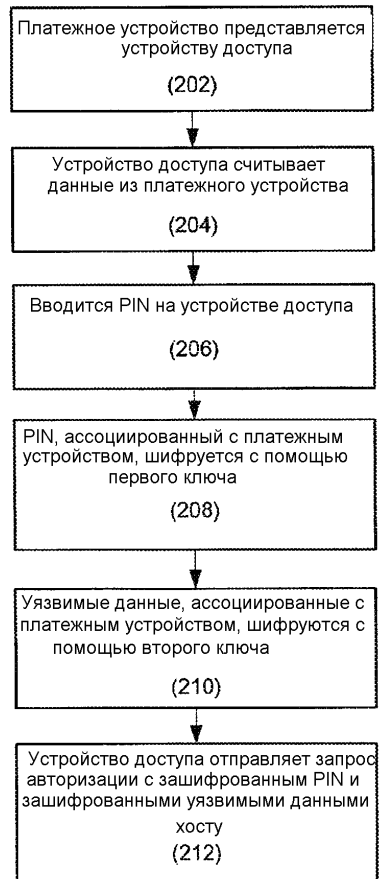 Платежное устройство представляется
устройству доступа
(202)
Устройство доступа считывает
данные из платежного устройства
(204)
Вводится PIN на устройстве доступа
(206)
PIN, ассоциированный с платежным
устройством, шифруется с помощью
первого ключа
(208)
Уязвимые данные, ассоциированные с
платежным устройством, шифруются с
помощью второго ключа
(210)
Устройство доступа отправляет запрос
авторизации с зашифрованным PIN и
зашифрованными уязвимыми данными
хосту
(212)